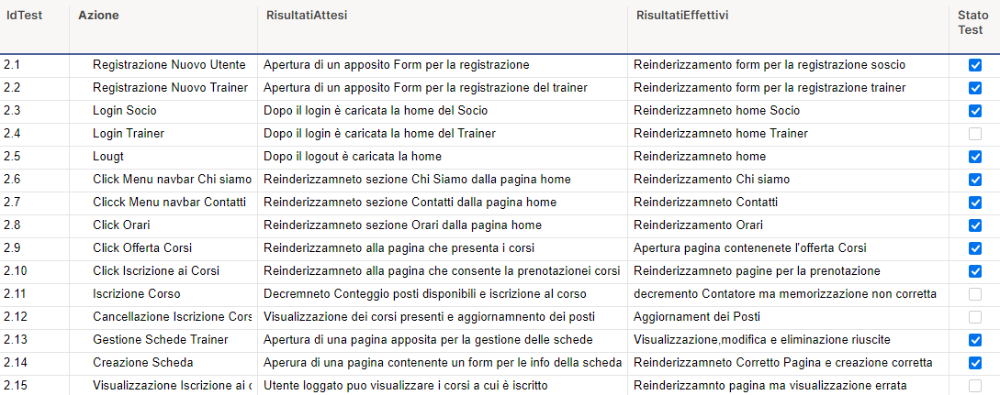 IdTest Azione RisultatiAttesi RisultatiEffettivi Stato Test
2.1 Registrazione Nuovo Utente Apertura di un apposito Form per la registrazione Reinderizzamento form per la registrazione soscio
2.2 Registrazione Nuovo Trainer Apertura di un apposito Form per la registrazione del trainer Reinderizzamento form per la registrazione trainer
2.3 Login Socio Dopo il login è caricata la home del Socio Reinderizzamneto home Socio
2.4 Login Trainer Dopo il login è caricata la home del Trainer Reinderizzamneto home Trainer
2.5 Lougt Dopo il logout è caricata la home Reinderizzamneto home
2.6 Click Menu navbar Chi siamo Reinderizzamneto sezione Chi Siamo dalla pagina home Reinderizzamento Chi siamo
2.7 Clicck Menu navbar Contatti Reinderizzamneto sezione Contatti dalla pagina home Reinderizzamneto Contatti
2.8 Click Orari Reinderizzamneto sezione Orari dalla pagina home Reinderizzamento Orari
2.9 Click Offerta Corsi Reinderizzamneto alla pagina che presenta i corsi Apertura pagina contenenete l'offerta Corsi
2.10 Click Iscrizione ai Corsi Reinderizzamneto alla pagina che consente la prenotazionei corsi Reinderizzamneto pagine per la prenotazione
2.11 Iscrizione Corso Decremneto Conteggio posti disponibili e iscrizione al corso decremento Contatore ma memorizzazione non corretta
2.12 Cancellazione Iscrizione Cors Visualizzazione dei corsi presenti e aggiornamnento dei posti Aggiornament dei Posti
2.13 Gestione Schede Trainer Apertura di una pagina apposita per la gestione delle schede Visualizzazione,modifica e eliminazione riuscite
2.14 Creazione Scheda Aperura di una pagina contenente un form per le info della scheda Reinderizzamneto Corretto Pagina e creazione corretta
2.15 Visualizzazione Iscrizione ai c Utente loggato puo visualizzare i corsi a cui è iscritto Reinderizzamnto pagina ma visualizzazione errata